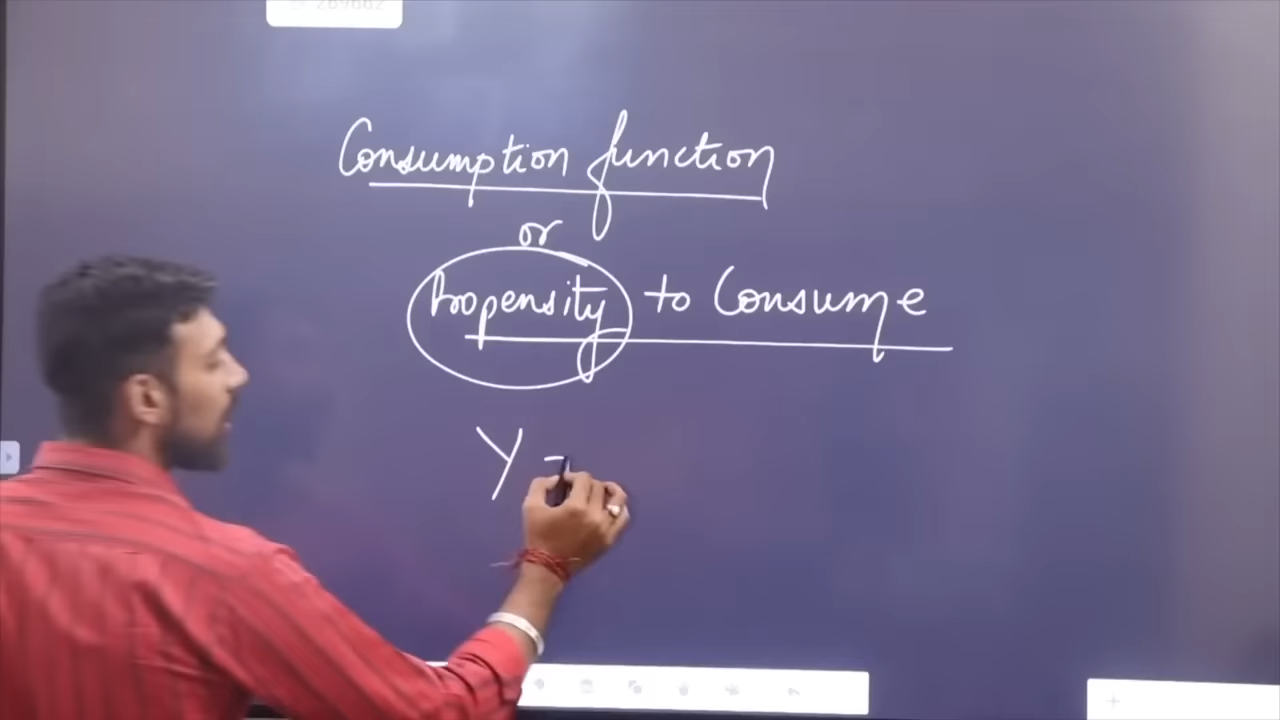 Consumption function
or
Propensity to Consume
Y =